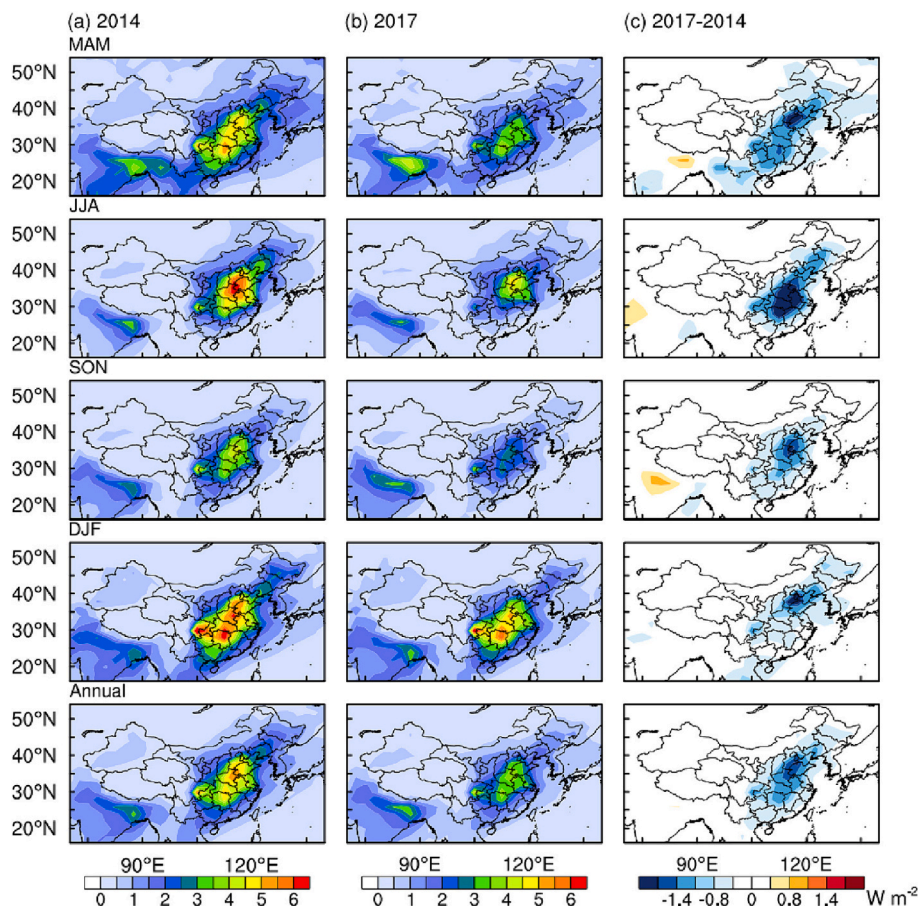 (a) 2014 (b) 2017 (c) 2017-2014
MAM
50°N
40°N
30°N
20°N
JJA
50°N
40°N
30°N
20°N
SON
50°N
40°N
30°N
20°N
DJF
50°N
40°N
30°N
20°N
Annual
50°N
40°N
30°N
20°N
90°E 120°E 90°E 120°E 90°E 120°E
0 1 2 3 4 5 6 0 1 2 3 4 5 6 -1.4 -0.8 0 0.8 1.4 W m⁻²